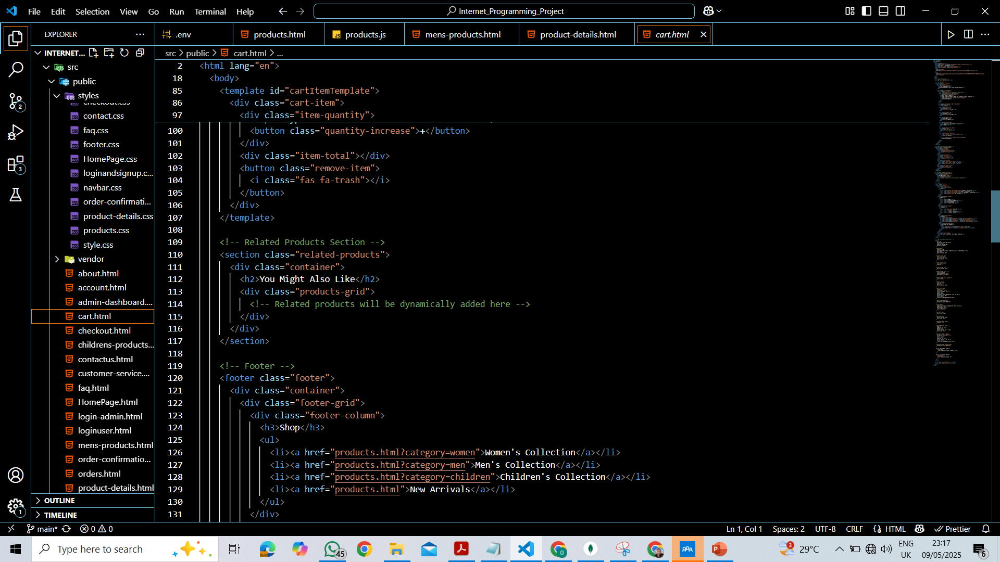 File Edit Selection View Go Run Terminal Help
Internet_Programming_Project
EXPLORER
.env
products.html
products.js
mens-products.html
product-details.html
cart.html
INTERNET...
src > public > cart.html > ...
src
public
styles
contact.css
faq.css
footer.css
HomePage.css
loginandsignup.c...
navbar.css
order-confirmati...
product-details.css
products.css
style.css
vendor
about.html
account.html
admin-dashboard....
cart.html
checkout.html
childrens-products...
contactus.html
customer-service....
faq.html
HomePage.html
login-admin.html
loginuser.html
mens-products.html
order-confirmatio...
orders.html
product-details.html
OUTLINE
TIMELINE
2 <html lang="en">
18 <body>
85 <template id="cartItemTemplate">
86 <div class="cart-item">
97 <div class="item-quantity">
100 <button class="quantity-increase">+</button>
101 </div>
102 <div class="item-total"></div>
103 <button class="remove-item">
104 <i class="fas fa-trash"></i>
105 </button>
106 </div>
107 </template>
108
109 <!-- Related Products Section -->
110 <section class="related-products">
111 <div class="container">
112 <h2>You Might Also Like</h2>
113 <div class="products-grid">
114 <!-- Related products will be dynamically added here -->
115 </div>
116 </div>
117 </section>
118
119 <!-- Footer -->
120 <footer class="footer">
121 <div class="container">
122 <div class="footer-grid">
123 <div class="footer-column">
124 <h3>Shop</h3>
125 <ul>
126 <li><a href="products.html?category=women">Women's Collection</a></li>
127 <li><a href="products.html?category=men">Men's Collection</a></li>
128 <li><a href="products.html?category=children">Children's Collection</a></li>
129 <li><a href="products.html">New Arrivals</a></li>
130 </ul>
131 </div>
2
3
1
main* 0 0
Ln 1, Col 1 Spaces: 2 UTF-8 CRLF HTML Prettier
Type here to search
45
3
29°C
ENG
UK
23:17
09/05/2025
6